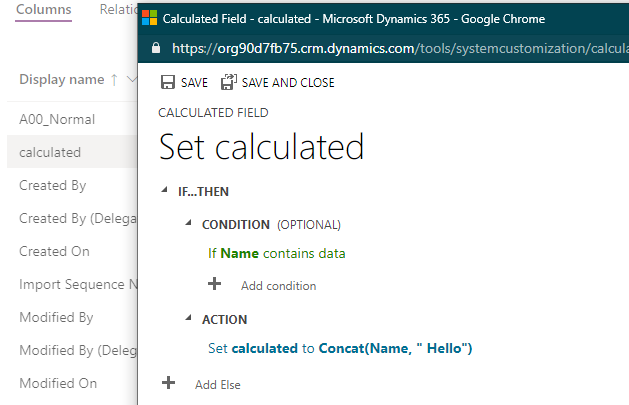 Columns
Relatio
Display name
A00_Normal
calculated
Created By
Created By (Delega
Created On
Import Sequence N
Modified By
Modified By (Deleg
Modified On
Calculated Field - calculated - Microsoft Dynamics 365 - Google Chrome
https://org90d7fb75.crm.dynamics.com/tools/systemcustomization/calcula
SAVE SAVE AND CLOSE
CALCULATED FIELD
Set calculated
IF...THEN
CONDITION (OPTIONAL)
If Name contains data
Add condition
ACTION
Set calculated to Concat(Name, " Hello")
Add Else